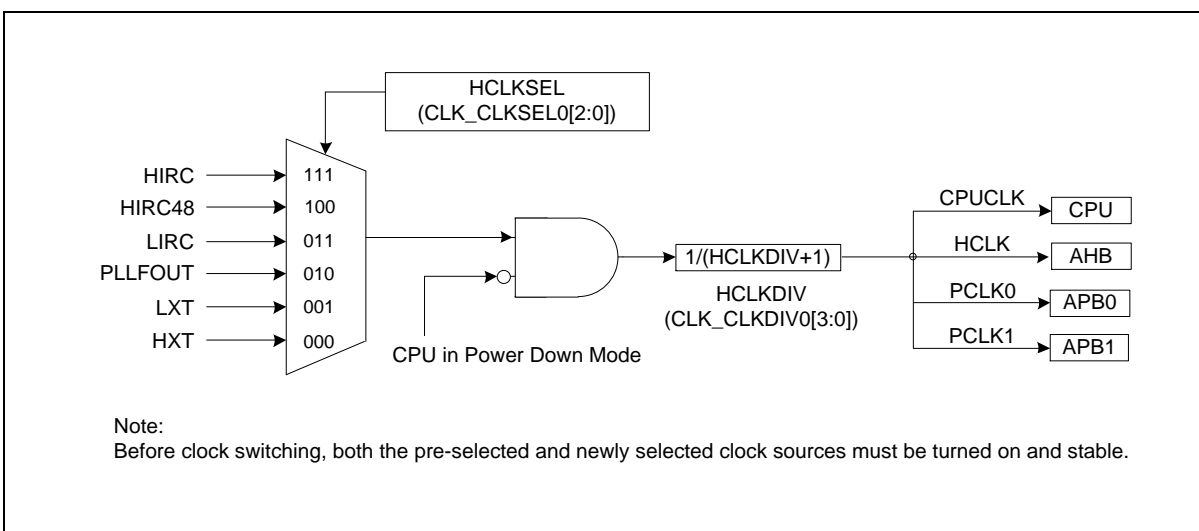 HCLKSEL
(CLK_CLKSEL0[2:0])
HIRC
111
HIRC48
100
LIRC
011
PLLFOUT
010
LXT
001
HXT
000
CPU in Power Down Mode
1/(HCLKDIV+1)
HCLKDIV
(CLK_CLKDIV0[3:0])
CPUCLK
CPU
HCLK
AHB
PCLK0
APB0
PCLK1
APB1
Note:
Before clock switching, both the pre-selected and newly selected clock sources must be turned on and stable.